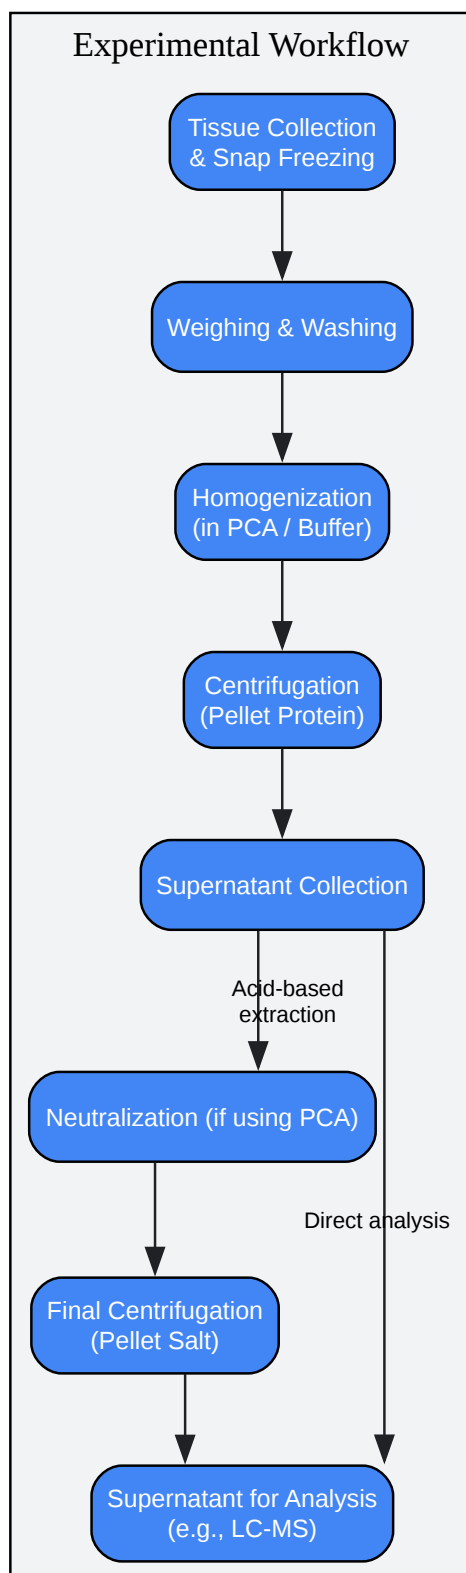 Experimental Workflow
Tissue Collection
& Snap Freezing
Weighing & Washing
Homogenization
(in PCA / Buffer)
Centrifugation
(Pellet Protein)
Supernatant Collection
Acid-based
extraction
Neutralization (if using PCA)
Direct analysis
Final Centrifugation
(Pellet Salt)
Supernatant for Analysis
(e.g., LC-MS)